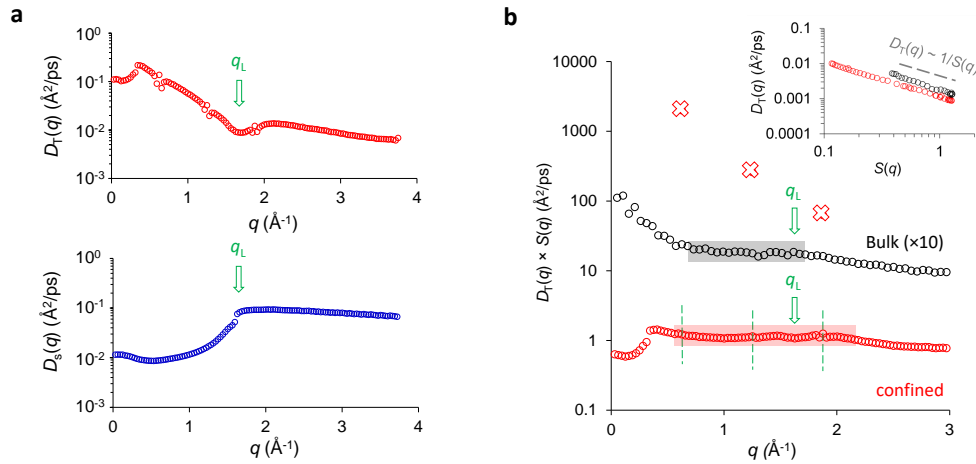 a
10⁰
10⁻¹
10⁻²
10⁻³
D_T(q) (Å²/ps)
q_L
0 1 2 3 4
q (Å⁻¹)
10⁰
10⁻¹
10⁻²
10⁻³
D_s(q) (Å²/ps)
q_L
0 1 2 3 4
q (Å⁻¹)
b
10000
1000
100
10
1
0.1
D_T(q) × S(q) (Å²/ps)
q_L
Bulk (×10)
q_L
confined
0 1 2 3
q (Å⁻¹)
0.1
0.01
0.001
0.0001
D_T(q) (Å²/ps)
D_T(q) ~ 1/S(q)
0.1 1
S(q)